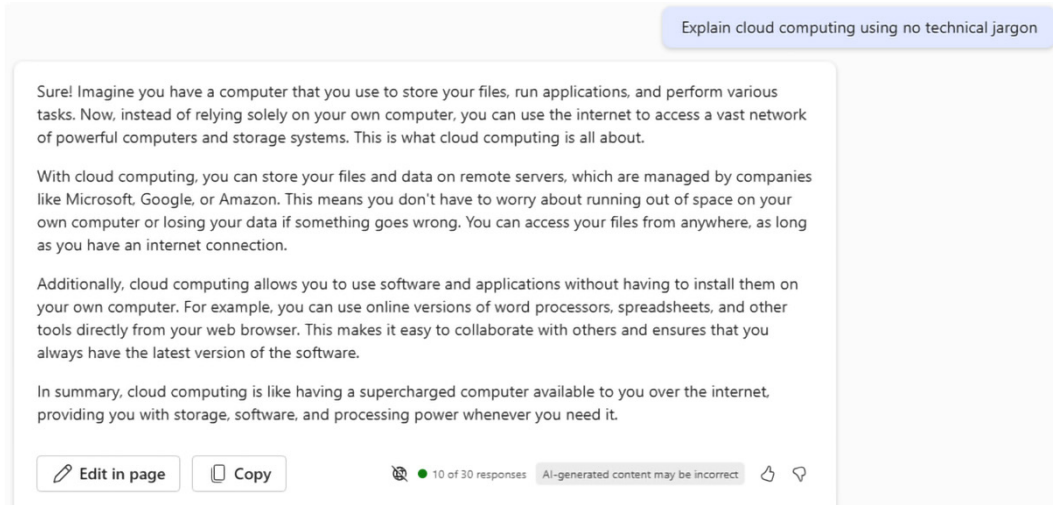 Explain cloud computing using no technical jargon
Sure! Imagine you have a computer that you use to store your files, run applications, and perform various
tasks. Now, instead of relying solely on your own computer, you can use the internet to access a vast network
of powerful computers and storage systems. This is what cloud computing is all about.
With cloud computing, you can store your files and data on remote servers, which are managed by companies
like Microsoft, Google, or Amazon. This means you don't have to worry about running out of space on your
own computer or losing your data if something goes wrong. You can access your files from anywhere, as long
as you have an internet connection.
Additionally, cloud computing allows you to use software and applications without having to install them on
your own computer. For example, you can use online versions of word processors, spreadsheets, and other
tools directly from your web browser. This makes it easy to collaborate with others and ensures that you
always have the latest version of the software.
In summary, cloud computing is like having a supercharged computer available to you over the internet,
providing you with storage, software, and processing power whenever you need it.
Edit in page Copy 10 of 30 responses AI-generated content may be incorrect